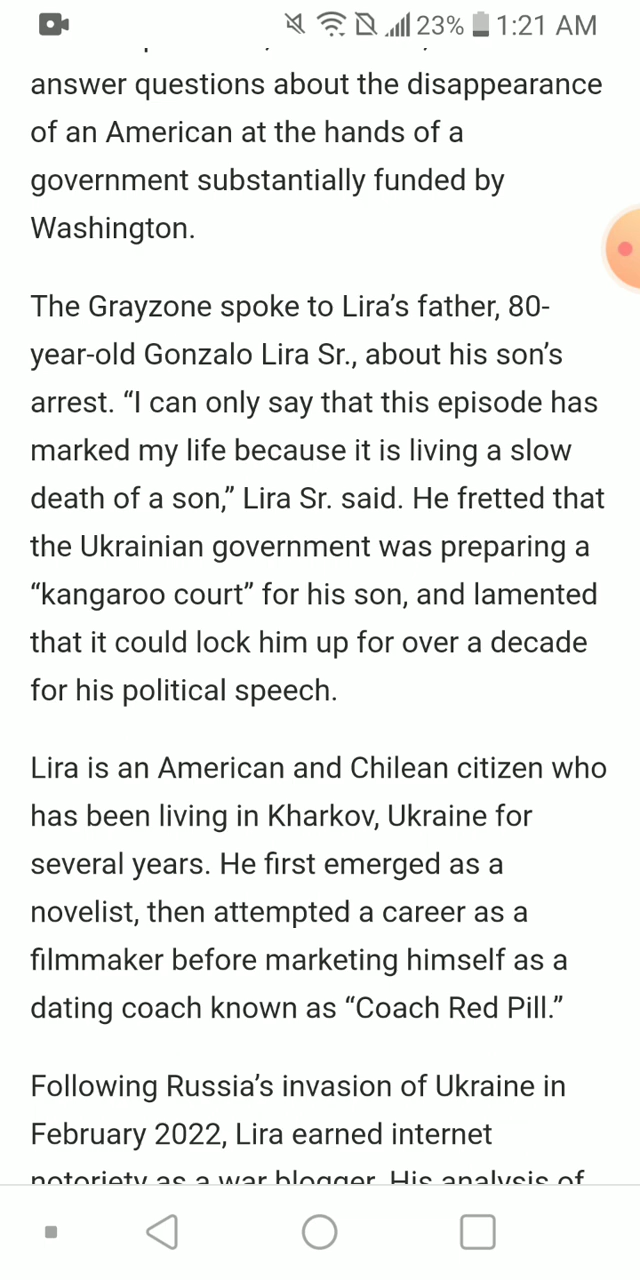 23% 1:21 AM
answer questions about the disappearance
of an American at the hands of a
government substantially funded by
Washington.
The Grayzone spoke to Lira’s father, 80-
year-old Gonzalo Lira Sr., about his son’s
arrest. “I can only say that this episode has
marked my life because it is living a slow
death of a son,” Lira Sr. said. He fretted that
the Ukrainian government was preparing a
“kangaroo court” for his son, and lamented
that it could lock him up for over a decade
for his political speech.
Lira is an American and Chilean citizen who
has been living in Kharkov, Ukraine for
several years. He first emerged as a
novelist, then attempted a career as a
filmmaker before marketing himself as a
dating coach known as “Coach Red Pill.”
Following Russia’s invasion of Ukraine in
February 2022, Lira earned internet
notoriety as a war blogger. His analysis of